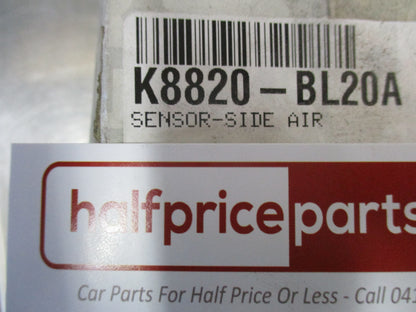 K8820-BL20A
SENSOR-SIDE AIR
halfpriceparts
Car Parts For Half Price Or Less - Call 041